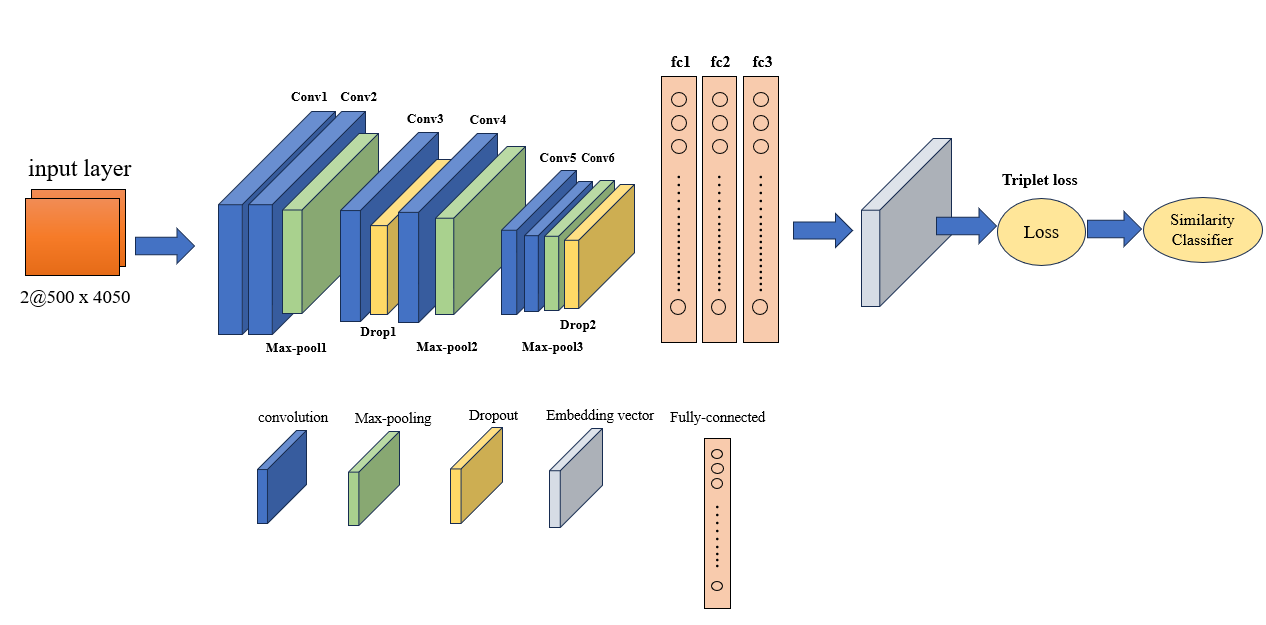 fc1 fc2 fc3
Conv1 Conv2
Conv3 Conv4
Conv5 Conv6
input layer
2@500 x 4050
Drop1
Drop2
Max-pool1
Max-pool2
Max-pool3
Triplet loss
Loss
Similarity
Classifier
convolution
Max-pooling
Dropout
Embedding vector
Fully-connected